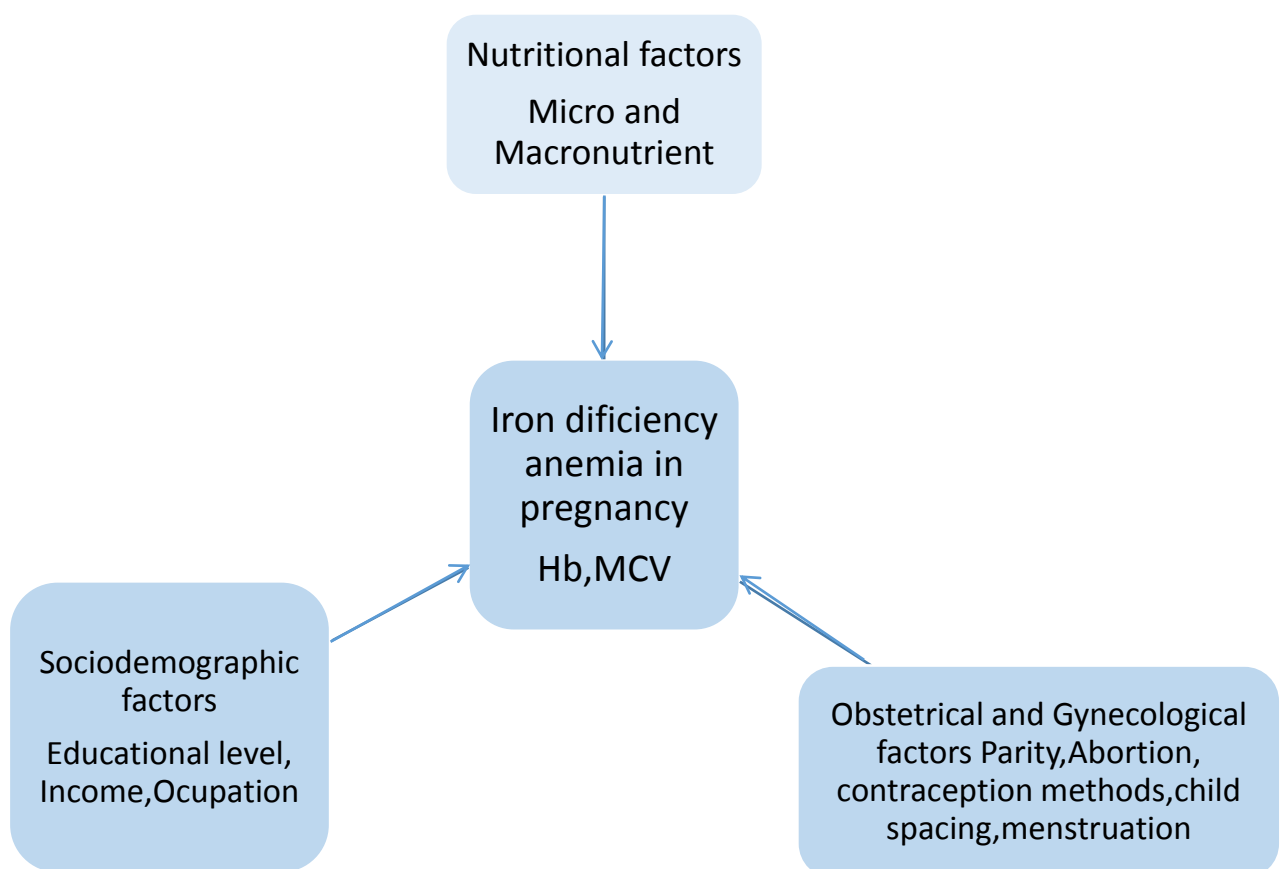 Nutritional factors
Micro and
Macronutrient
Iron dificiency
anemia in
pregnancy
Hb,MCV
Sociodemographic
factors
Educational level,
Income,Ocupation
Obstetrical and Gynecological
factors Parity,Abortion,
contraception methods,child
spacing,menstruation